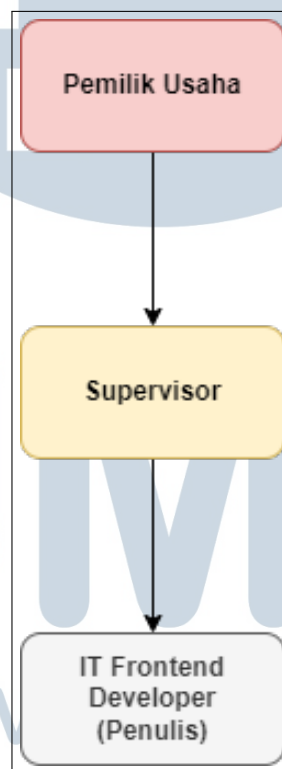 Pemilik Usaha
Supervisor
IT Frontend
Developer
(Penulis)